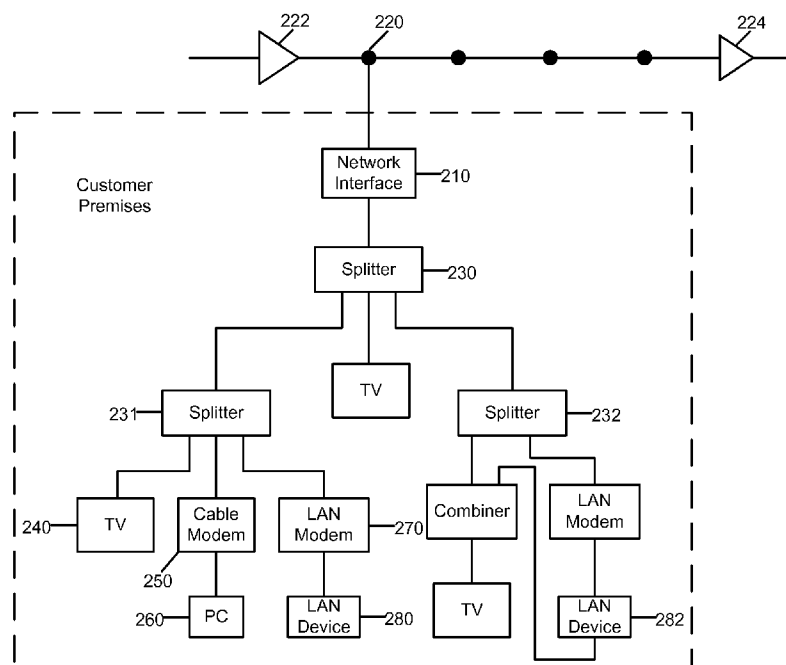 222
220
224
Customer
Premises
Network
Interface
210
Splitter
230
TV
231
Splitter
Splitter
232
240
TV
Cable
Modem
250
LAN
Modem
270
Combiner
LAN
Modem
260
PC
LAN
Device
280
TV
LAN
Device
282